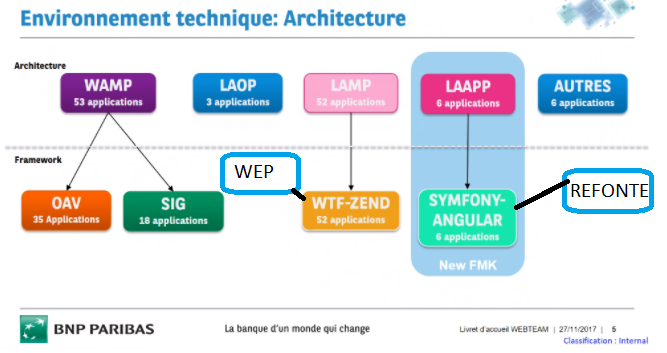 Environnement technique: Architecture
Architecture
WAMP
53 applications
LAOP
3 applications
LAMP
52 applications
LAAPP
6 applications
AUTRES
6 applications
Framework
WEP
REFONTE
OAV
35 Applications
SIG
18 applications
WTF-ZEND
52 applications
SYMFONY-
ANGULAR
6 applications
New FMK
BNP PARIBAS
La banque d'un monde qui change
Livret d'accueil WEBTEAM | 27/11/2017 | 5
Classification : Internal